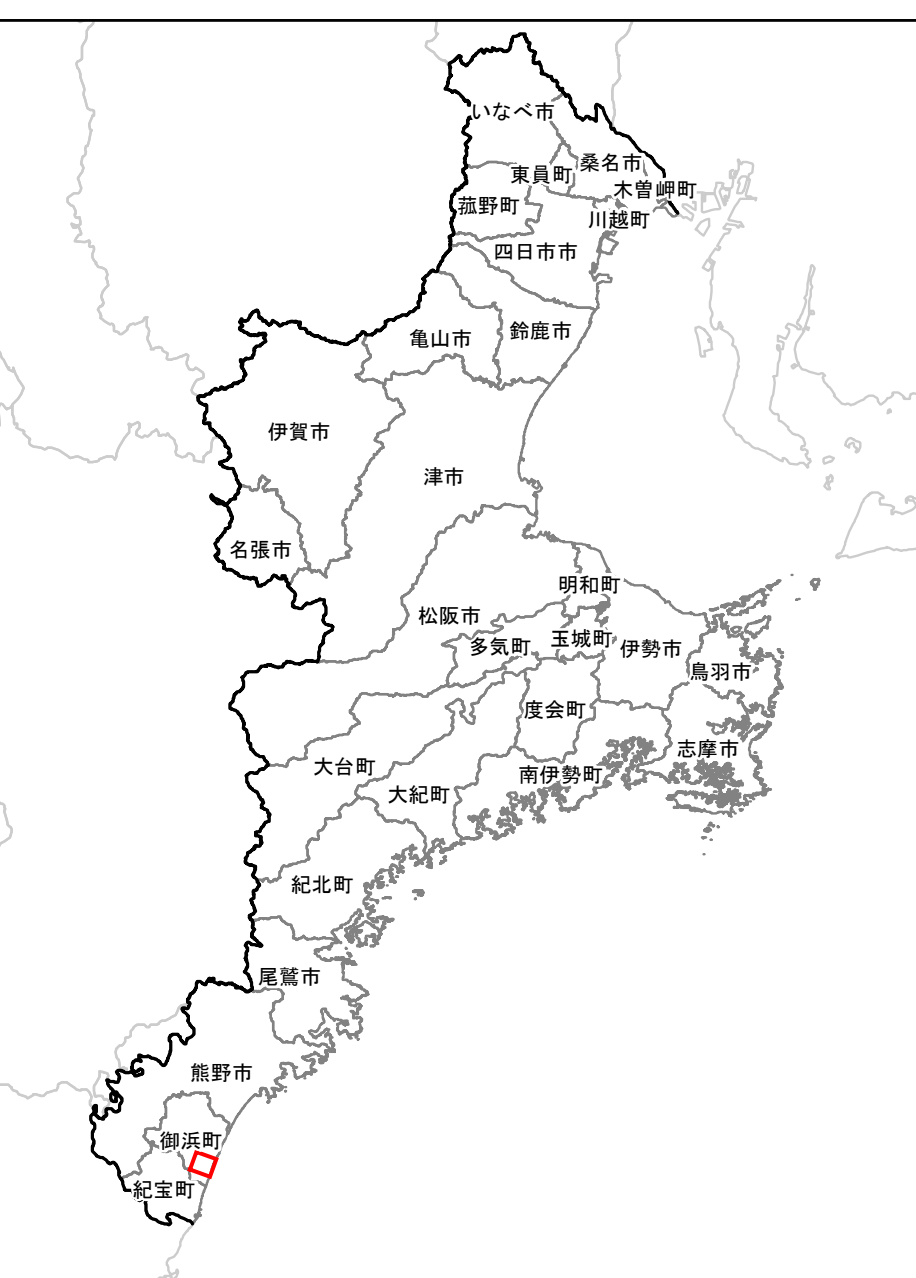 いなべ市
桑名市
東員町
木曽岬町
菰野町
川越町
四日市市
鈴鹿市
亀山市
伊賀市
津市
名張市
明和町
松阪市
玉城町
多気町
伊勢市
鳥羽市
度会町
志摩市
大台町
南伊勢町
大紀町
紀北町
尾鷲市
熊野市
御浜町
紀宝町